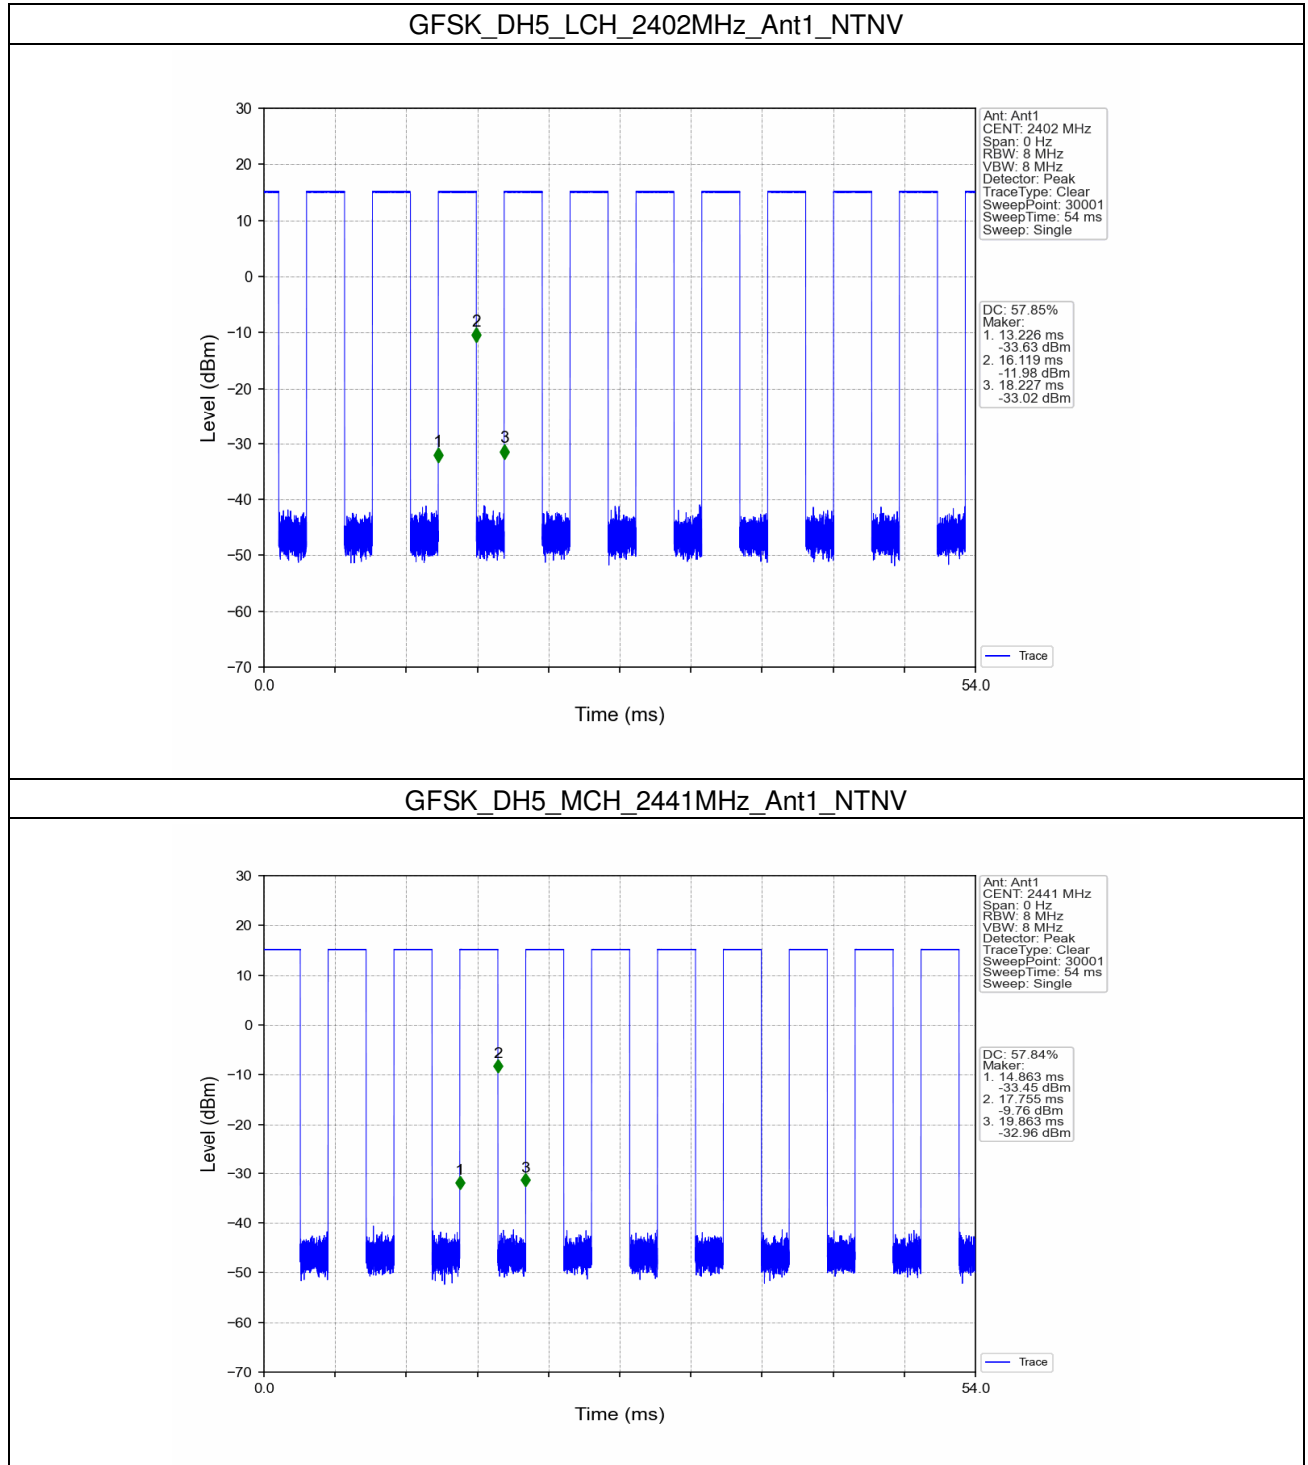 GFSK_DH5_LCH_2402MHz_Ant1_NTNV
30
20
10
0
−10
−20
−30
−40
−50
−60
−70
Level (dBm)
0.0
54.0
Time (ms)
1
2
3
Ant: Ant1
CENT: 2402 MHz
Span: 0 Hz
RBW: 8 MHz
VBW: 8 MHz
Detector: Peak
TraceType: Clear
SweepPoint: 30001
SweepTime: 54 ms
Sweep: Single
DC: 57.85%
Maker:
1. 13.226 ms
-33.63 dBm
2. 16.119 ms
-11.98 dBm
3. 18.227 ms
-33.02 dBm
Trace
GFSK_DH5_MCH_2441MHz_Ant1_NTNV
30
20
10
0
−10
−20
−30
−40
−50
−60
−70
Level (dBm)
0.0
54.0
Time (ms)
1
2
3
Ant: Ant1
CENT: 2441 MHz
Span: 0 Hz
RBW: 8 MHz
VBW: 8 MHz
Detector: Peak
TraceType: Clear
SweepPoint: 30001
SweepTime: 54 ms
Sweep: Single
DC: 57.84%
Maker:
1. 14.863 ms
-33.45 dBm
2. 17.755 ms
-9.76 dBm
3. 19.863 ms
-32.96 dBm
Trace